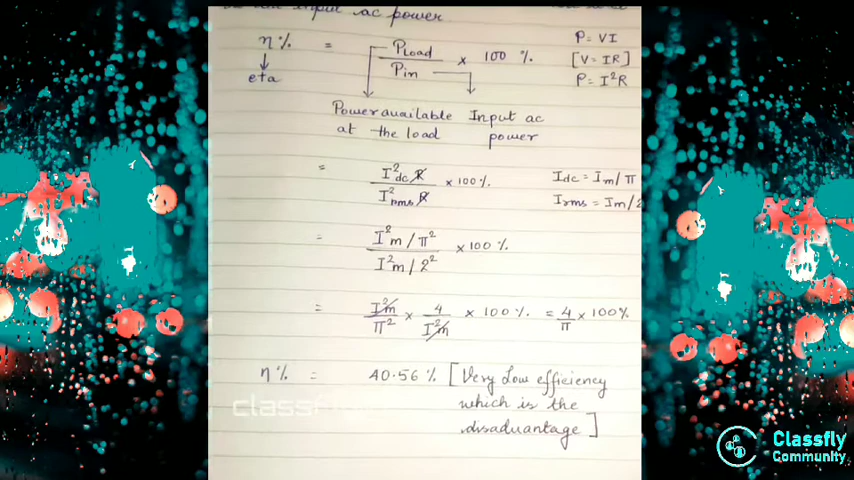 input ac power
η% = PLoad / Pin × 100 %.
P = VI
[V = IR]
P = I²R
eta
Power available Input ac
at the load power
= I²dc R / I²rms R × 100%.
Idc = Im/π
Irms = Im/2
= I²m/π² / I²m/2² × 100%.
= I²m / π² × 4 / I²m × 100%. = 4/π × 100%
η% = 40.56% [Very Low efficiency
which is the
disadvantage]
Classfly
Community